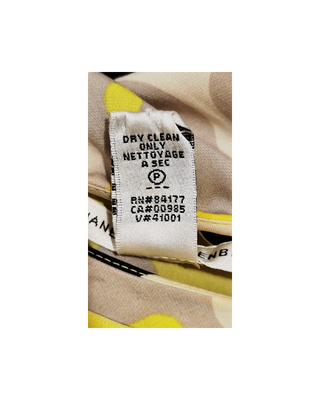 DRY CLEAN
ONLY
NETTOYAGE
A SEC
P
RN#84177
CA#00985
V#41001